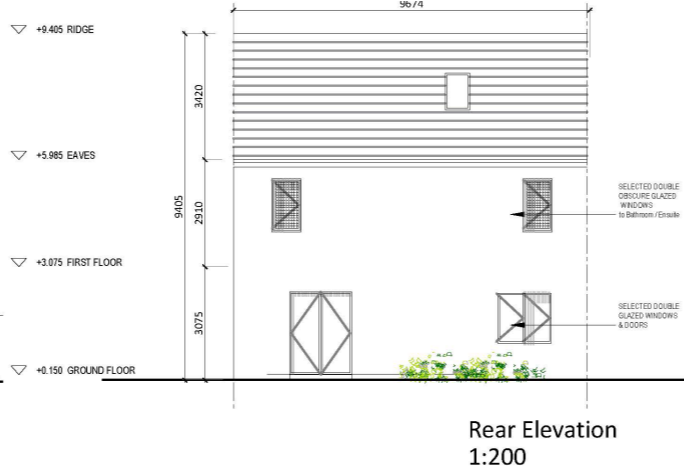 9674
+9.405 RIDGE
3420
+5.985 EAVES
9405
2910
SELECTED DOUBLE
OBSCURE GLAZED
WINDOWS
to Bathroom / Ensuite
+3.075 FIRST FLOOR
3075
SELECTED DOUBLE
GLAZED WINDOWS
& DOORS
+0.150 GROUND FLOOR
Rear Elevation
1:200